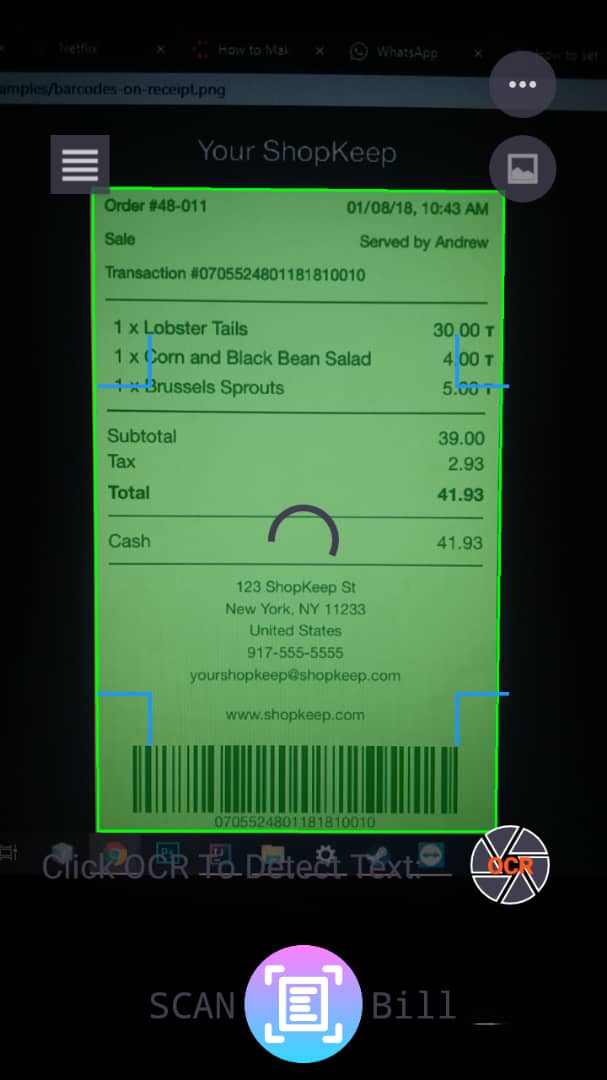 Netflix
How to Mak
WhatsApp
how to set
amples/barcodes-on-receipt.png
Your ShopKeep
Order #48-011 01/08/18, 10:43 AM
Sale Served by Andrew
Transaction #0705524801181810010
1 x Lobster Tails 30.00 T
1 x Corn and Black Bean Salad 4.00 T
1 x Brussels Sprouts 5.00 T
Subtotal 39.00
Tax 2.93
Total 41.93
Cash 41.93
123 ShopKeep St
New York, NY 11233
United States
917-555-5555
yourshopkeep@shopkeep.com
www.shopkeep.com
0705524801181810010
Click OCR To Detect Text:
OCR
SCAN Bill